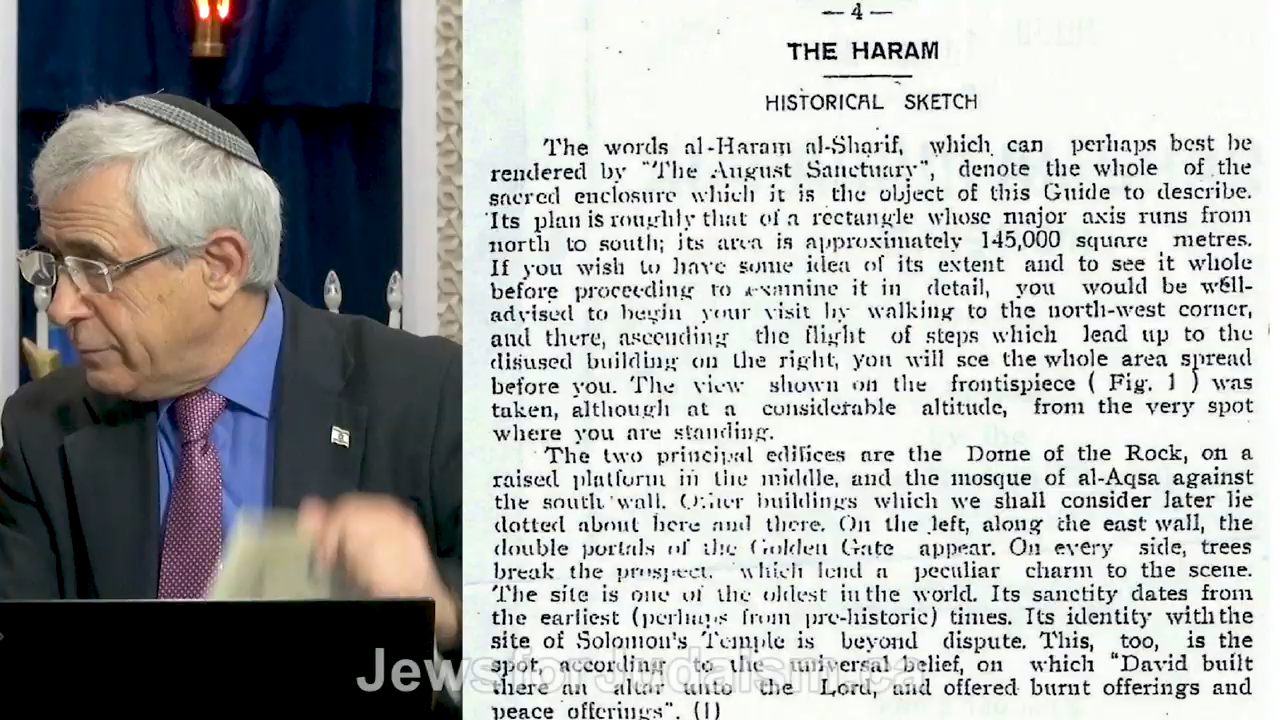 — 4 —
THE HARAM
HISTORICAL SKETCH
The words al-Haram al-Sharif, which can perhaps best be
rendered by "The August Sanctuary", denote the whole of the
sacred enclosure which it is the object of this Guide to describe.
Its plan is roughly that of a rectangle whose major axis runs from
north to south; its area is approximately 145,000 square metres.
If you wish to have some idea of its extent and to see it whole
before proceeding to examine it in detail, you would be well-
advised to begin your visit by walking to the north-west corner,
and there, ascending the flight of steps which lead up to the
disused building on the right, you will see the whole area spread
before you. The view shown on the frontispiece ( Fig. 1 ) was
taken, although at a considerable altitude, from the very spot
where you are standing.
The two principal edifices are the Dome of the Rock, on a
raised platform in the middle, and the mosque of al-Aqsa against
the south wall. Other buildings which we shall consider later lie
dotted about here and there. On the left, along the east wall, the
double portals of the Golden Gate appear. On every side, trees
break the prospect, which lend a peculiar charm to the scene.
The site is one of the oldest in the world. Its sanctity dates from
the earliest (perhaps from pre-historic) times. Its identity with the
site of Solomon's Temple is beyond dispute. This, too, is the
spot, according to the universal belief, on which "David built
there an altar unto the Lord, and offered burnt offerings and
peace offerings". (1)
JewsforJudaism.ca